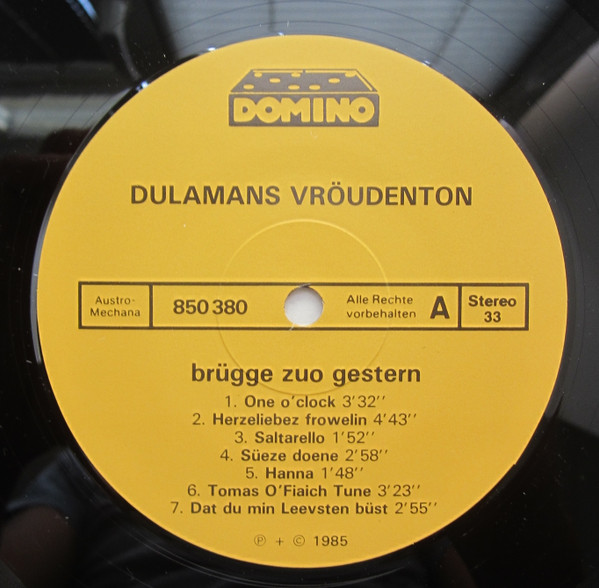 DOMINO
DULAMANS VRÖUDENTON
Austro-
Mechana
850 380
Alle Rechte
vorbehalten
A
Stereo
33
brügge zuo gestern
1. One o'clock 3'32''
2. Herzeliebez frowelin 4'43''
3. Saltarello 1'52''
4. Süeze doene 2'58''
5. Hanna 1'48''
6. Tomas O'Fiaich Tune 3'23''
7. Dat du min Leevsten büst 2'55''
℗ + © 1985